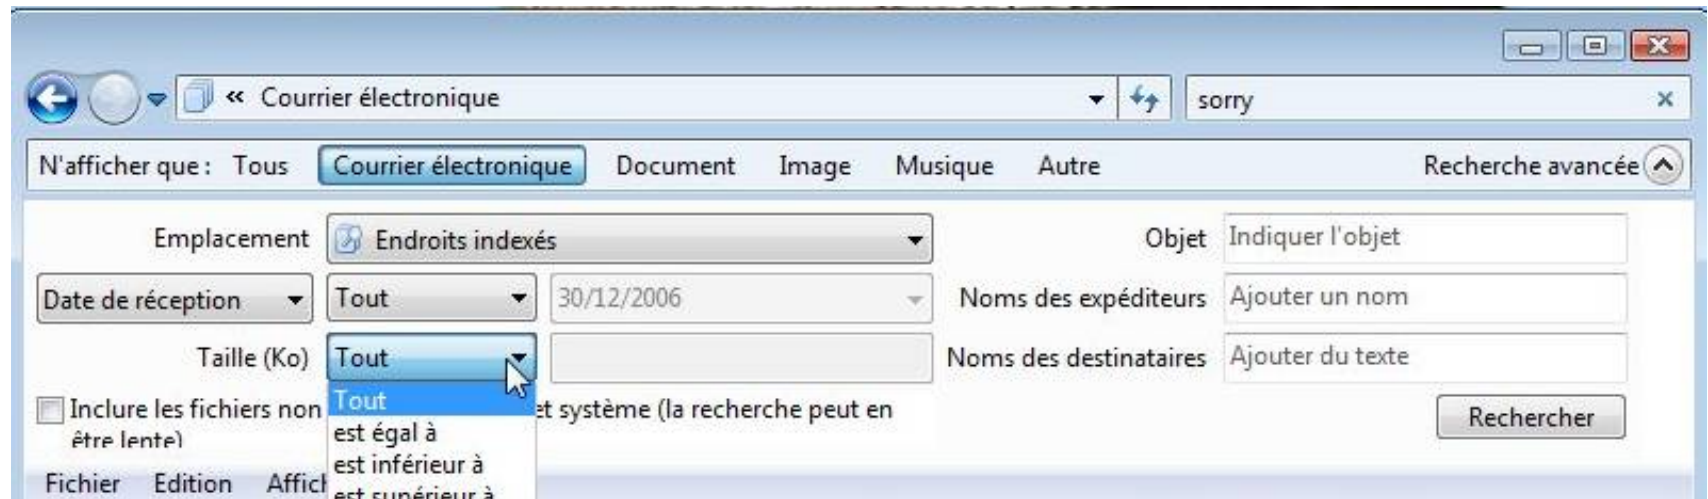 « Courrier électronique
sorry
N'afficher que : Tous Courrier électronique Document Image Musique Autre Recherche avancée
Emplacement Endroits indexés Objet Indiquer l'objet
Date de réception Tout 30/12/2006 Noms des expéditeurs Ajouter un nom
Taille (Ko) Tout Noms des destinataires Ajouter du texte
Tout
Inclure les fichiers non et système (la recherche peut en
être lente)
Rechercher
est égal à
est inférieur à
est supérieur à
Fichier Edition